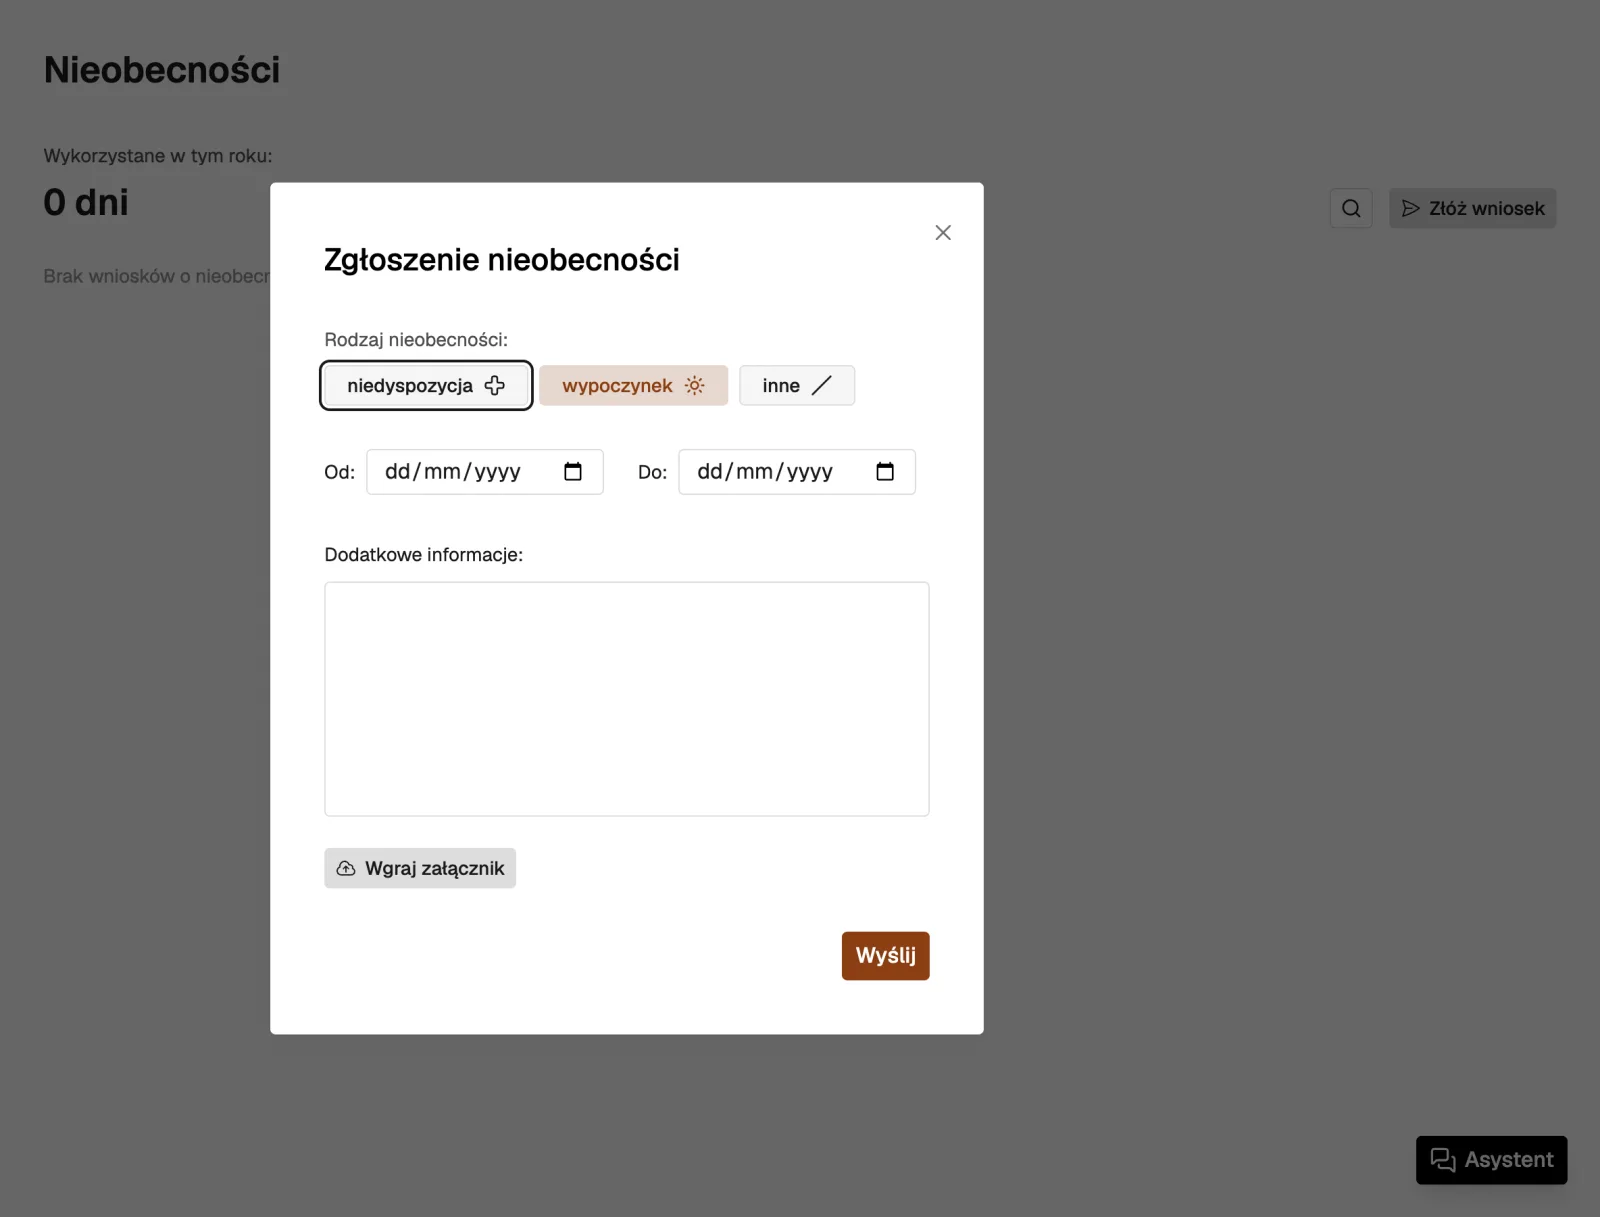 Nieobecności
Wykorzystane w tym roku:
0 dni
Złóż wniosek
Brak wniosków o
Zgłoszenie nieobecności
Rodzaj nieobecności:
niedyspozycja
wypoczynek
inne
Od: dd/mm/yyyy
Do: dd/mm/yyyy
Dodatkowe informacje:
Wgraj załącznik
Wyślij
Asystent